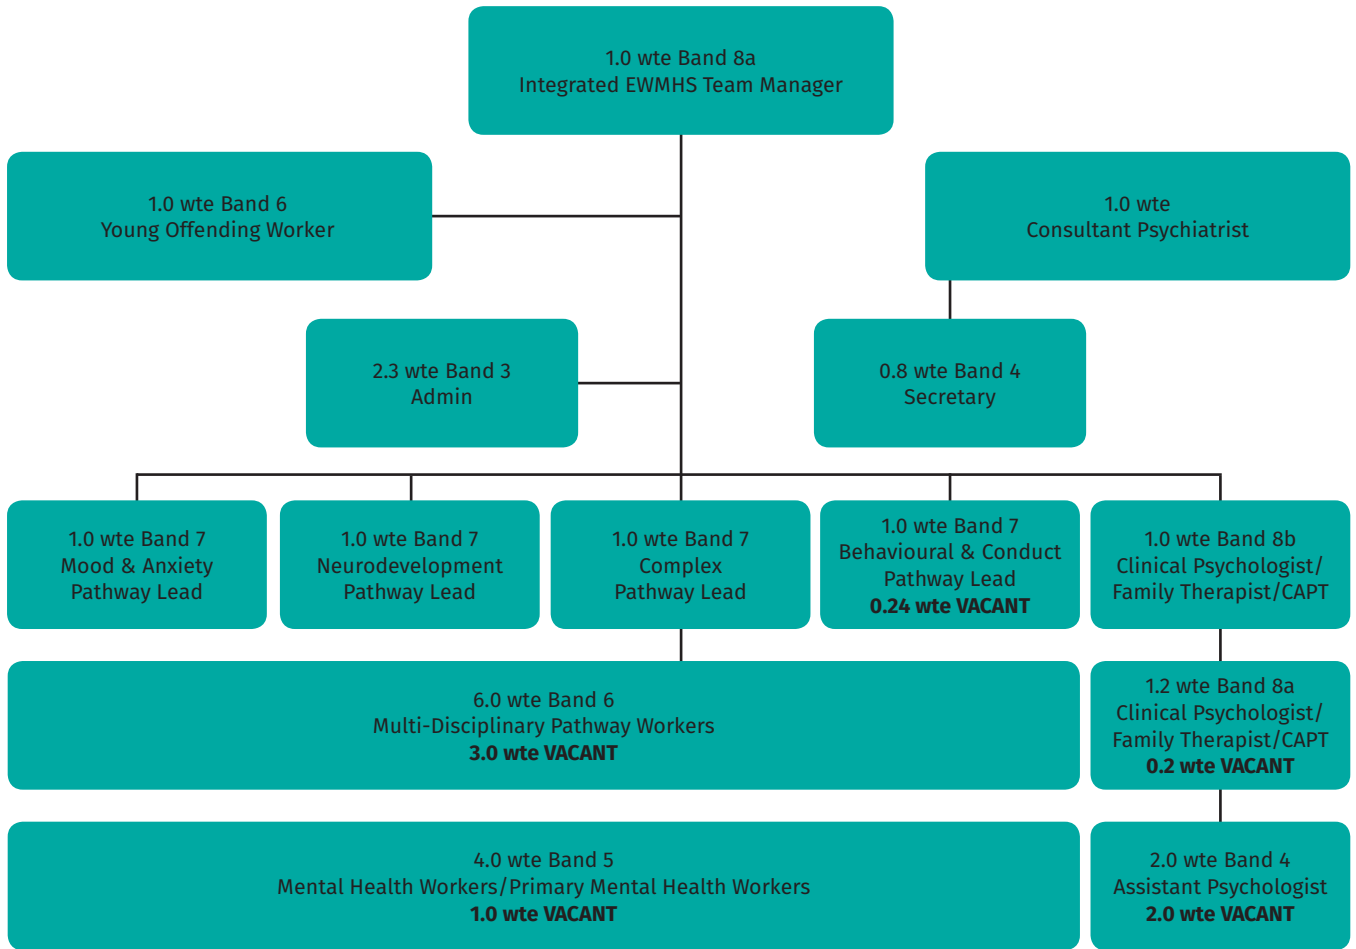 1.0 wte Band 8a
Integrated EWMHS Team Manager
1.0 wte Band 6
Young Offending Worker
1.0 wte
Consultant Psychiatrist
2.3 wte Band 3
Admin
0.8 wte Band 4
Secretary
1.0 wte Band 7
Mood & Anxiety
Pathway Lead
1.0 wte Band 7
Neurodevelopment
Pathway Lead
1.0 wte Band 7
Complex
Pathway Lead
1.0 wte Band 7
Behavioural & Conduct
Pathway Lead
0.24 wte VACANT
1.0 wte Band 8b
Clinical Psychologist/
Family Therapist/CAPT
6.0 wte Band 6
Multi-Disciplinary Pathway Workers
3.0 wte VACANT
1.2 wte Band 8a
Clinical Psychologist/
Family Therapist/CAPT
0.2 wte VACANT
4.0 wte Band 5
Mental Health Workers/Primary Mental Health Workers
1.0 wte VACANT
2.0 wte Band 4
Assistant Psychologist
2.0 wte VACANT